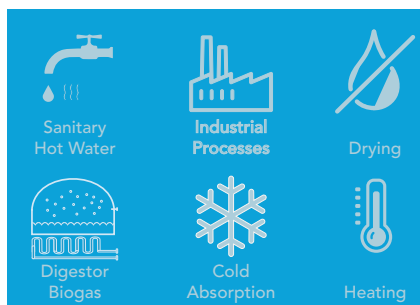 Sanitary
Hot Water
Industrial
Processes
Drying
Digestor
Biogas
Cold
Absorption
Heating